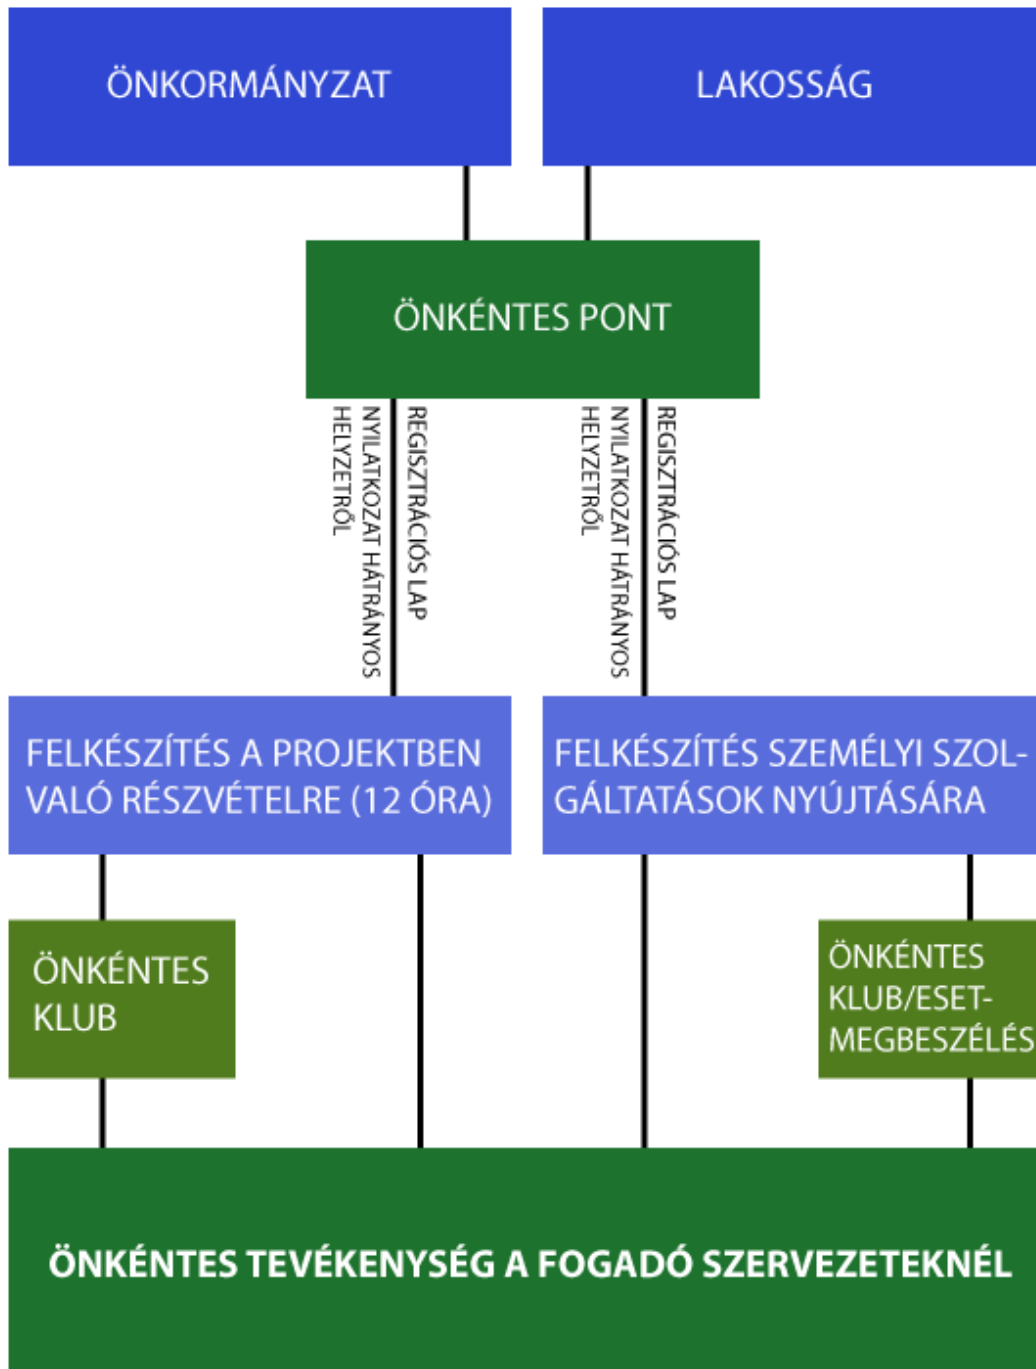 ÖNKORMÁNYZAT
LAKOSSÁG
ÖNKÉNTES PONT
REGISZTRÁCIÓS LAP
NYILATKOZAT HÁTRÁNYOS
HELYZETRŐL
REGISZTRÁCIÓS LAP
NYILATKOZAT HÁTRÁNYOS
HELYZETRŐL
FELKÉSZÍTÉS A PROJEKTBEN
VALÓ RÉSZVÉTELRE (12 ÓRA)
FELKÉSZÍTÉS SZEMÉLYI SZOL-
GÁLTATÁSOK NYÚJTÁSÁRA
ÖNKÉNTES
KLUB
ÖNKÉNTES
KLUB/ESET-
MEGBESZÉLÉS
ÖNKÉNTES TEVÉKENYSÉG A FOGADÓ SZERVEZETEKNÉL